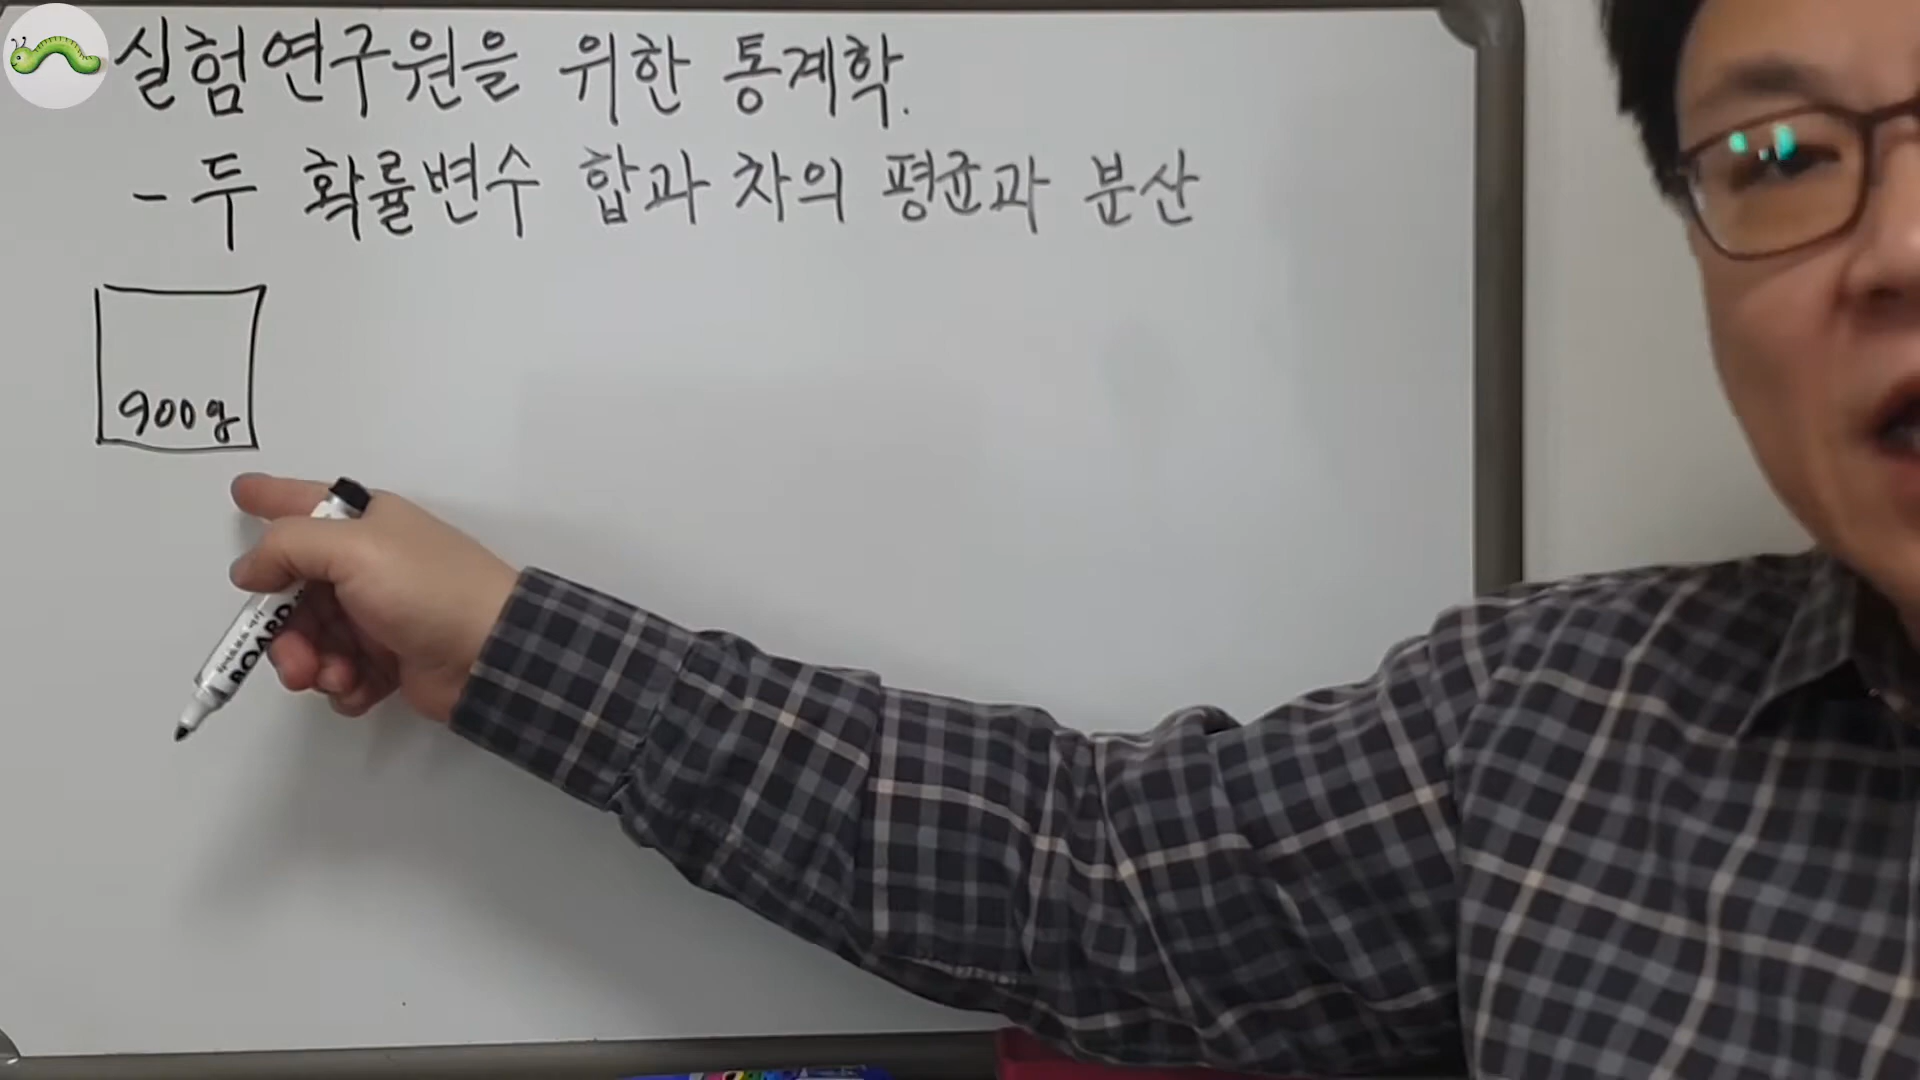 실험연구원을 위한 통계학.
- 두 확률변수 합과 차의 평균과 분산
900g
BOARD